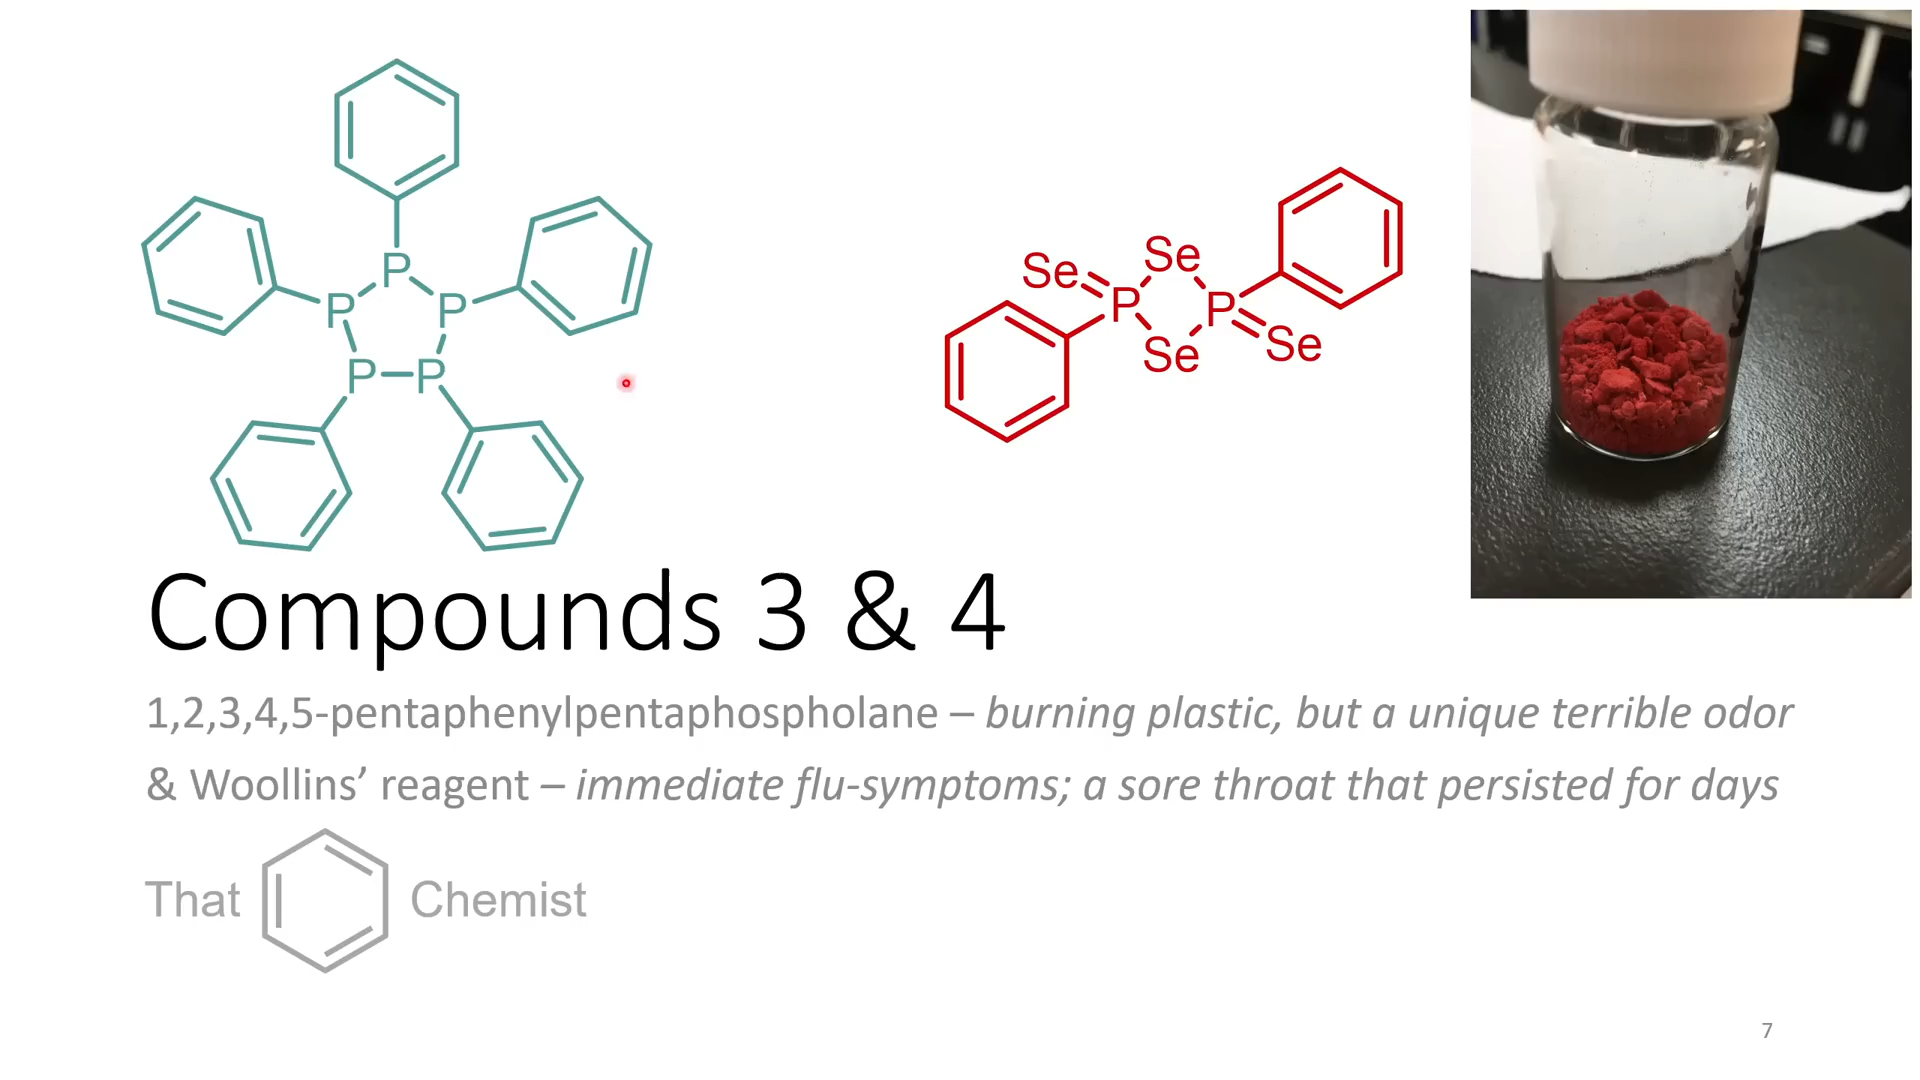 P
P
P
P
P
Se
Se
P
P
Se
Se
Compounds 3 & 4
1,2,3,4,5-pentaphenylpentaphospholane – burning plastic, but a unique terrible odor
& Woollins’ reagent – immediate flu-symptoms; a sore throat that persisted for days
That Chemist
7